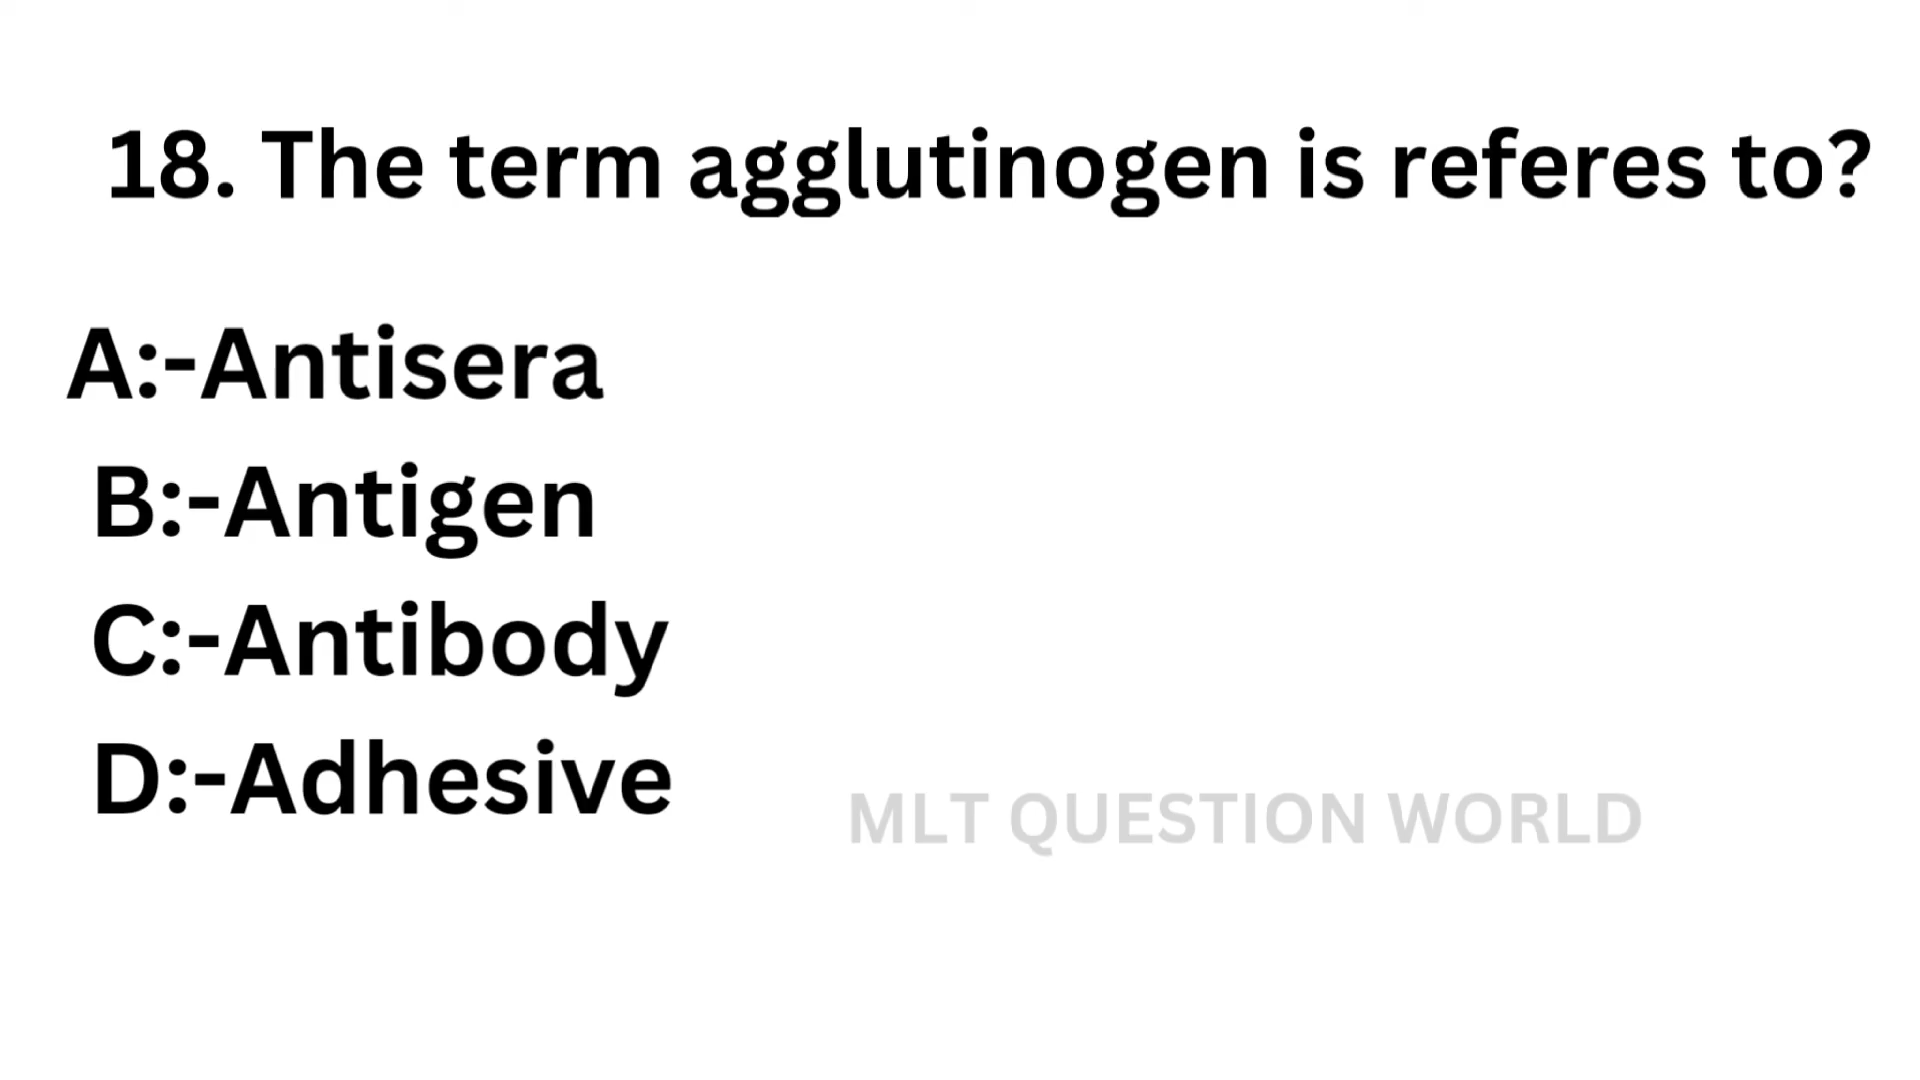 18. The term agglutinogen is referes to?
A:-Antisera
B:-Antigen
C:-Antibody
D:-Adhesive
MLT QUESTION WORLD